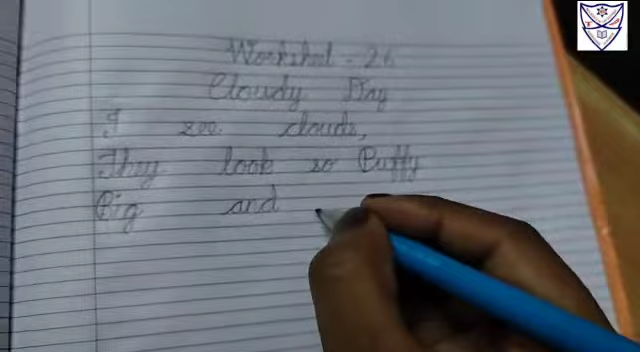 Worksheet - 26
Cloudy Day
I see clouds,
They look so Puffy
Big and